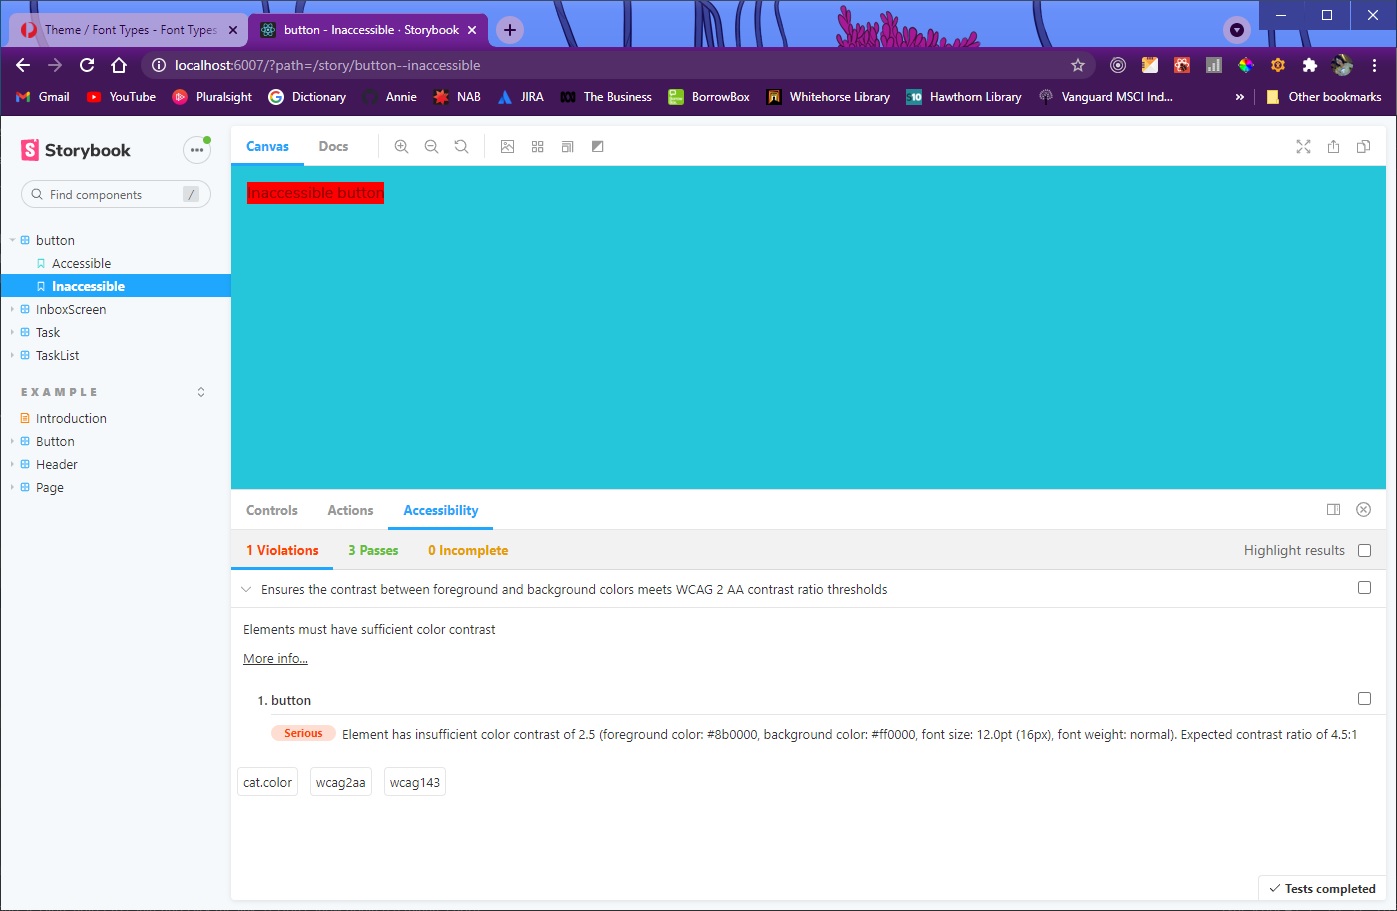 Theme / Font Types - Font Types
button - Inaccessible · Storybook
localhost:6007/?path=/story/button--inaccessible
Gmail YouTube Pluralsight Dictionary Annie NAB JIRA The Business BorrowBox Whitehorse Library Hawthorn Library Vanguard MSCI Ind... » Other bookmarks
Storybook
Find components /
button
Accessible
Inaccessible
InboxScreen
Task
TaskList
EXAMPLE
Introduction
Button
Header
Page
Canvas Docs
Inaccessible button
Controls Actions Accessibility
1 Violations 3 Passes 0 Incomplete Highlight results
Ensures the contrast between foreground and background colors meets WCAG 2 AA contrast ratio thresholds
Elements must have sufficient color contrast
More info...
1. button
Serious Element has insufficient color contrast of 2.5 (foreground color: #8b0000, background color: #ff0000, font size: 12.0pt (16px), font weight: normal). Expected contrast ratio of 4.5:1
cat.color wcag2aa wcag143
Tests completed